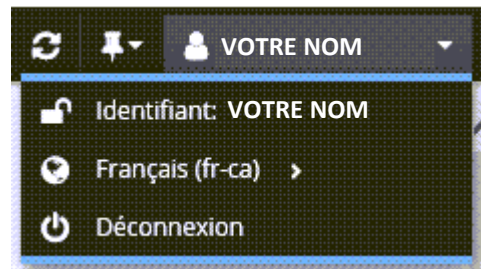 VOTRE NOM
Identifiant: VOTRE NOM
Français (fr-ca)
Déconnexion